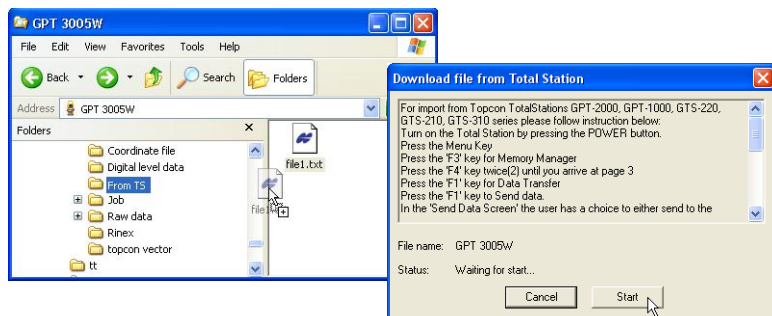 GPT 3005W
File Edit View Favorites Tools Help
Back Search Folders
Address GPT 3005W
Folders
Coordinate file
Digital level data
From TS
Job
Raw data
Rinex
topcon vector
tt
file1.txt
Download file from Total Station
For import from Topcon TotalStations GPT-2000, GPT-1000, GTS-220,
GTS-210, GTS-310 series please follow instruction below:
Turn on the Total Station by pressing the POWER button.
Press the Menu Key
Press the 'F3' key for Memory Manager
Press the 'F4' key twice(2) until you arrive at page 3
Press the 'F1' key for Data Transfer
Press the 'F1' key to Send data.
In the 'Send Data Screen' the user has a choice to either send to the
File name: GPT 3005W
Status: Waiting for start...
Cancel Start